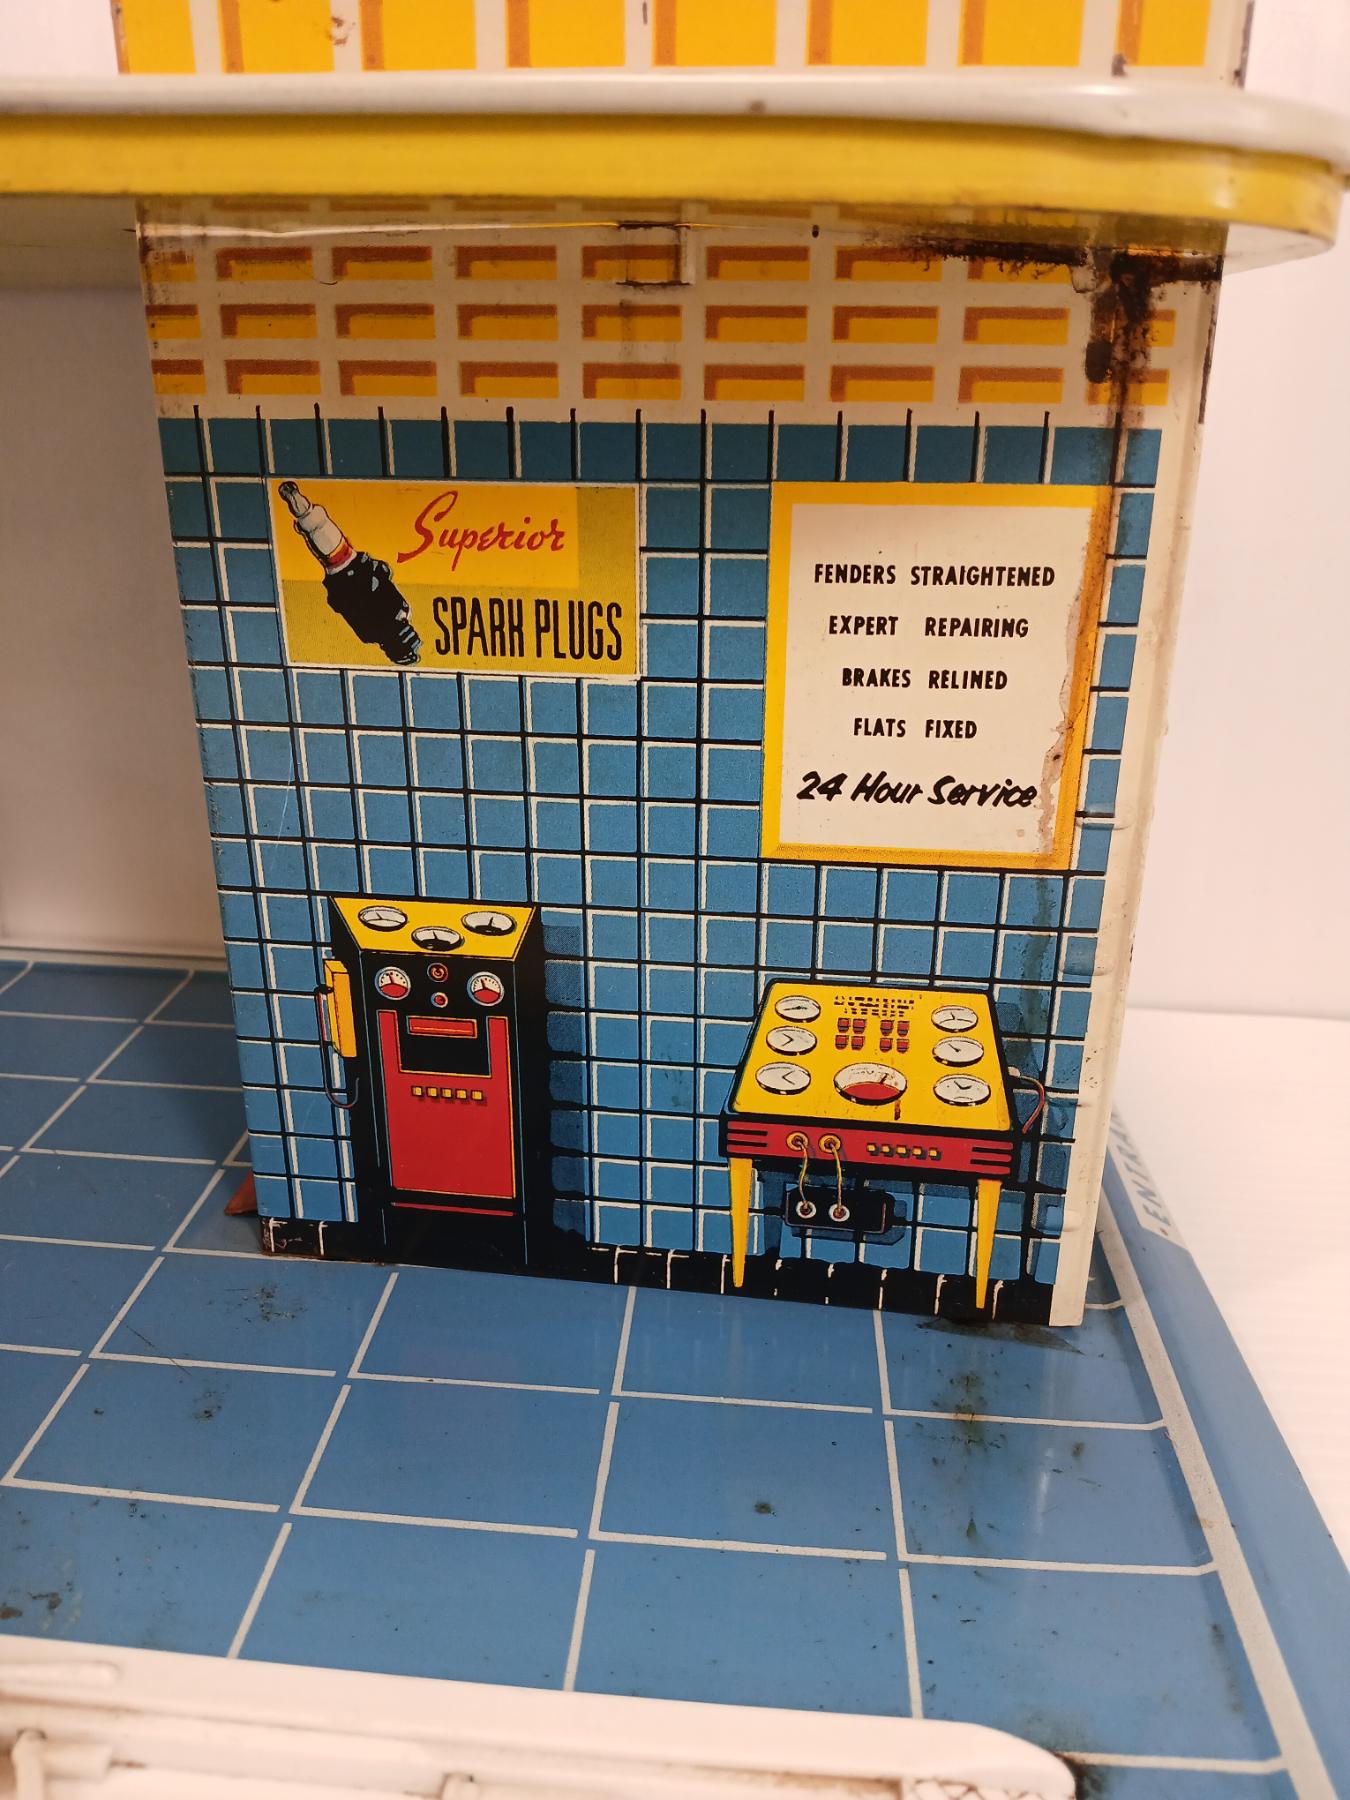 Superior
SPARK PLUGS
FENDERS STRAIGHTENED
EXPERT REPAIRING
BRAKES RELINED
FLATS FIXED
24 Hour Service